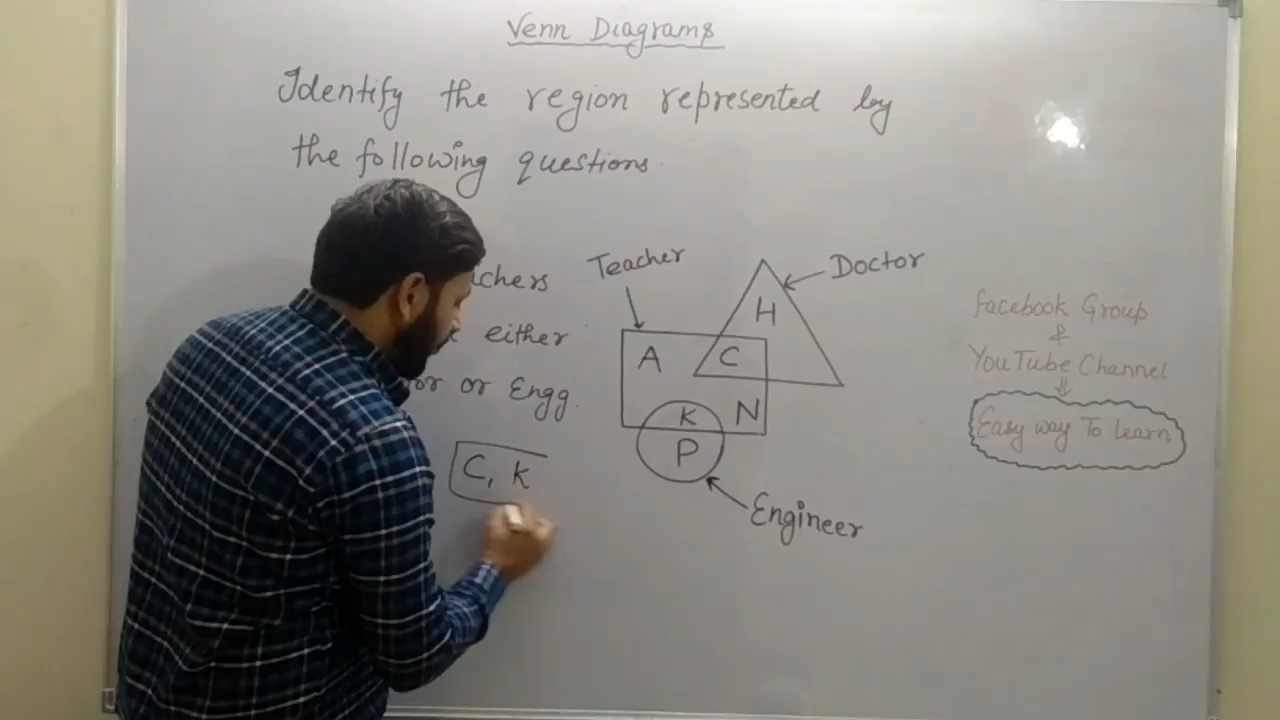 Venn Diagrams
Identify the region represented by
the following questions.
either
or Engg.
C, K
Teacher
Doctor
H
A
C
K
N
P
Engineer
facebook Group
&
YouTube Channel
Easy way To learn